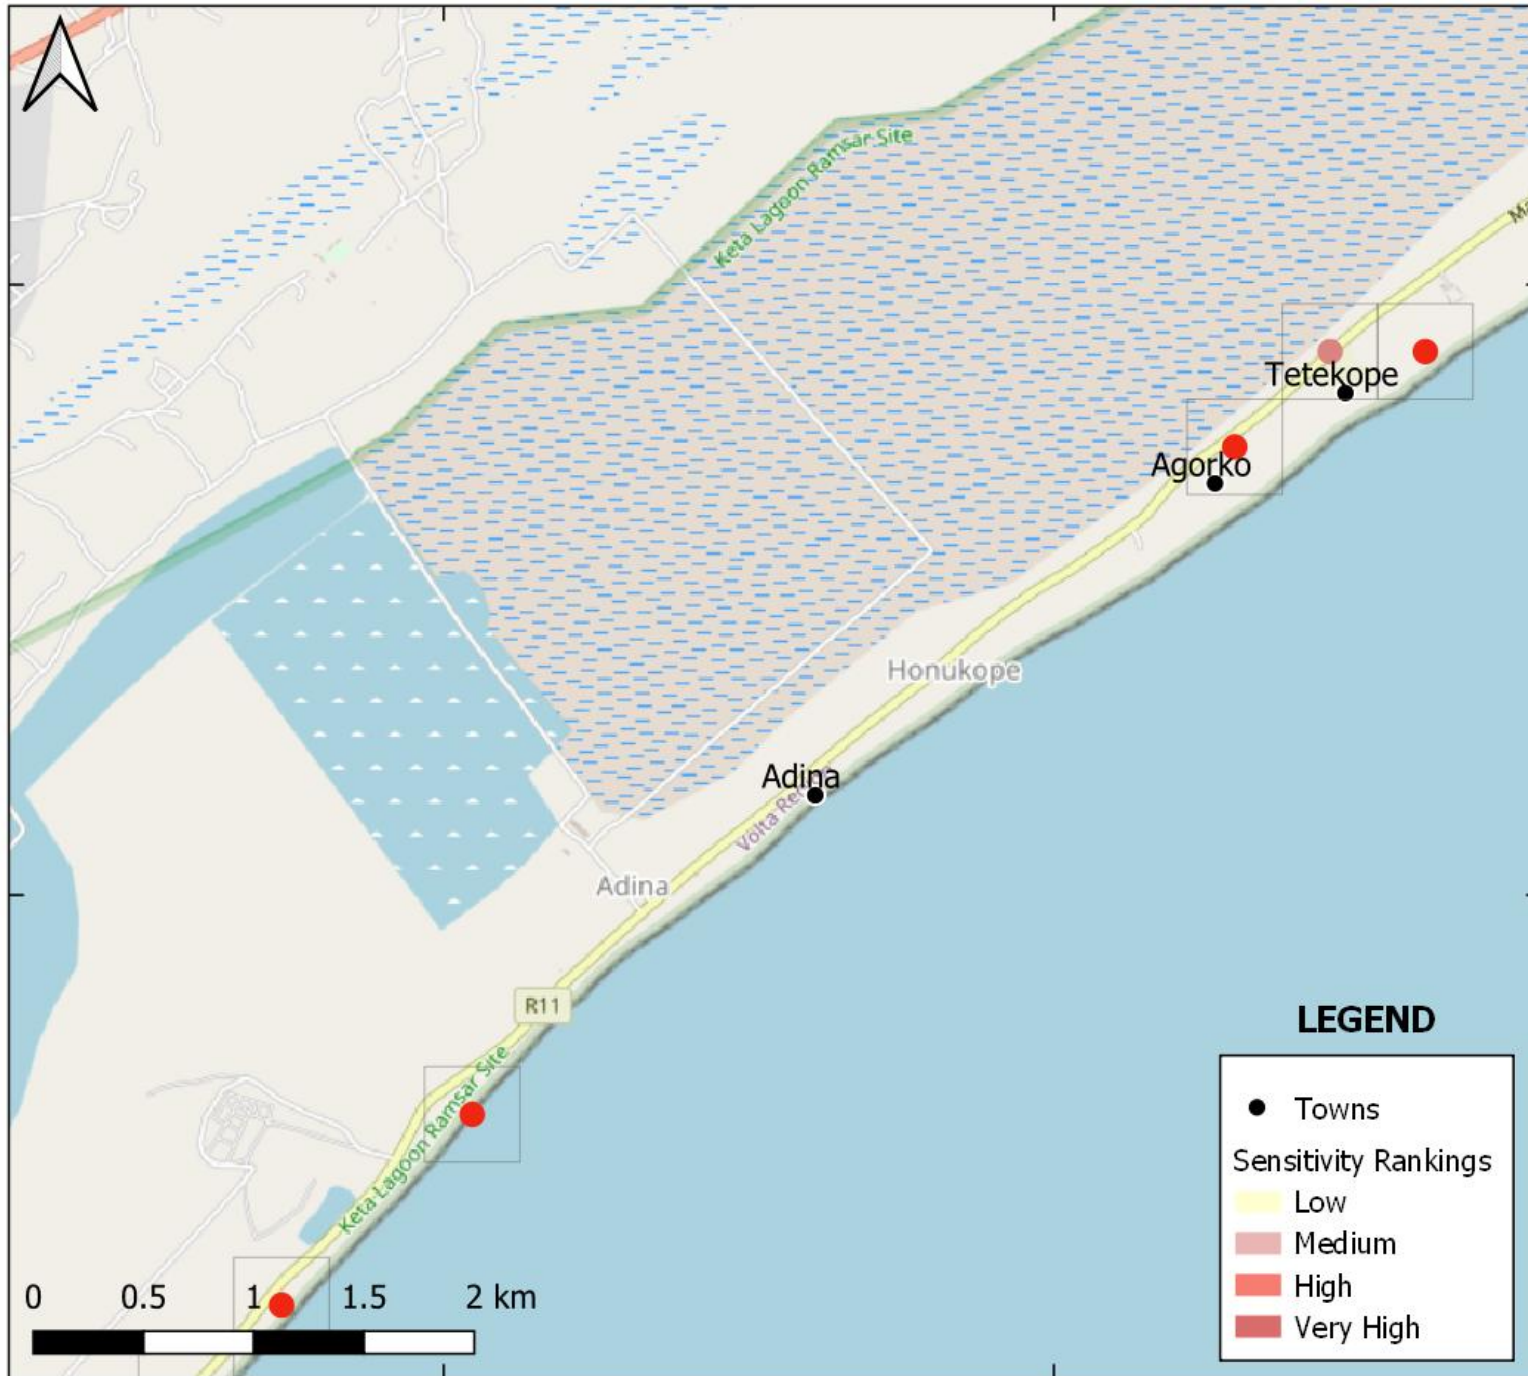 Keta Lagoon Ramsar Site
Ma
Tetekope
Agorko
Honukope
Adina
Volta Re
Adina
R11
Keta Lagoon Ramsar Site
LEGEND
Towns
Sensitivity Rankings
Low
Medium
High
Very High
0 0.5 1 1.5 2 km